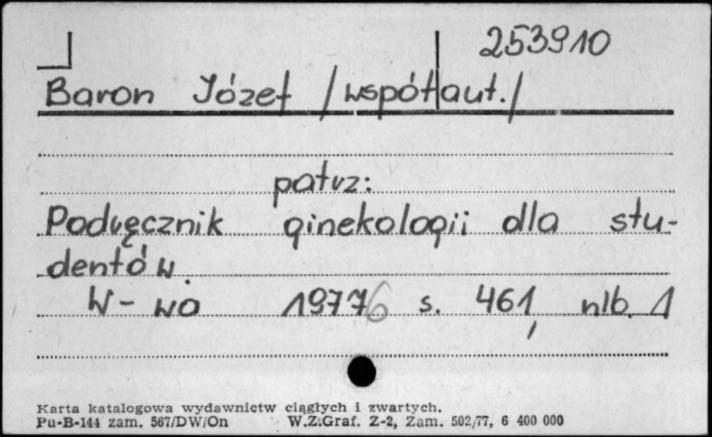 253910
Baron Józef /współaut./
patrz:
Podręcznik ginekologii dla stu-
dentów.
W-wa 1976 s. 461, nlb. 1
Karta katalogowa wydawnictw ciągłych i zwartych.
Pu-B-144 zam. 567/DW/On W.Z.Graf. Z-2, Zam. 502/77, 6 400 000